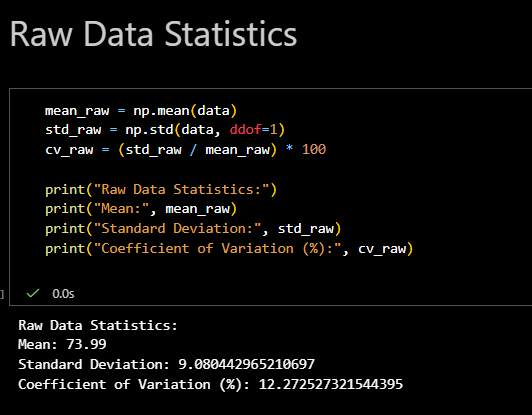 Raw Data Statistics
mean_raw = np.mean(data)
std_raw = np.std(data, ddof=1)
cv_raw = (std_raw / mean_raw) * 100
print("Raw Data Statistics:")
print("Mean:", mean_raw)
print("Standard Deviation:", std_raw)
print("Coefficient of Variation (%):", cv_raw)
]
0.0s
Raw Data Statistics:
Mean: 73.99
Standard Deviation: 9.080442965210697
Coefficient of Variation (%): 12.272527321544395